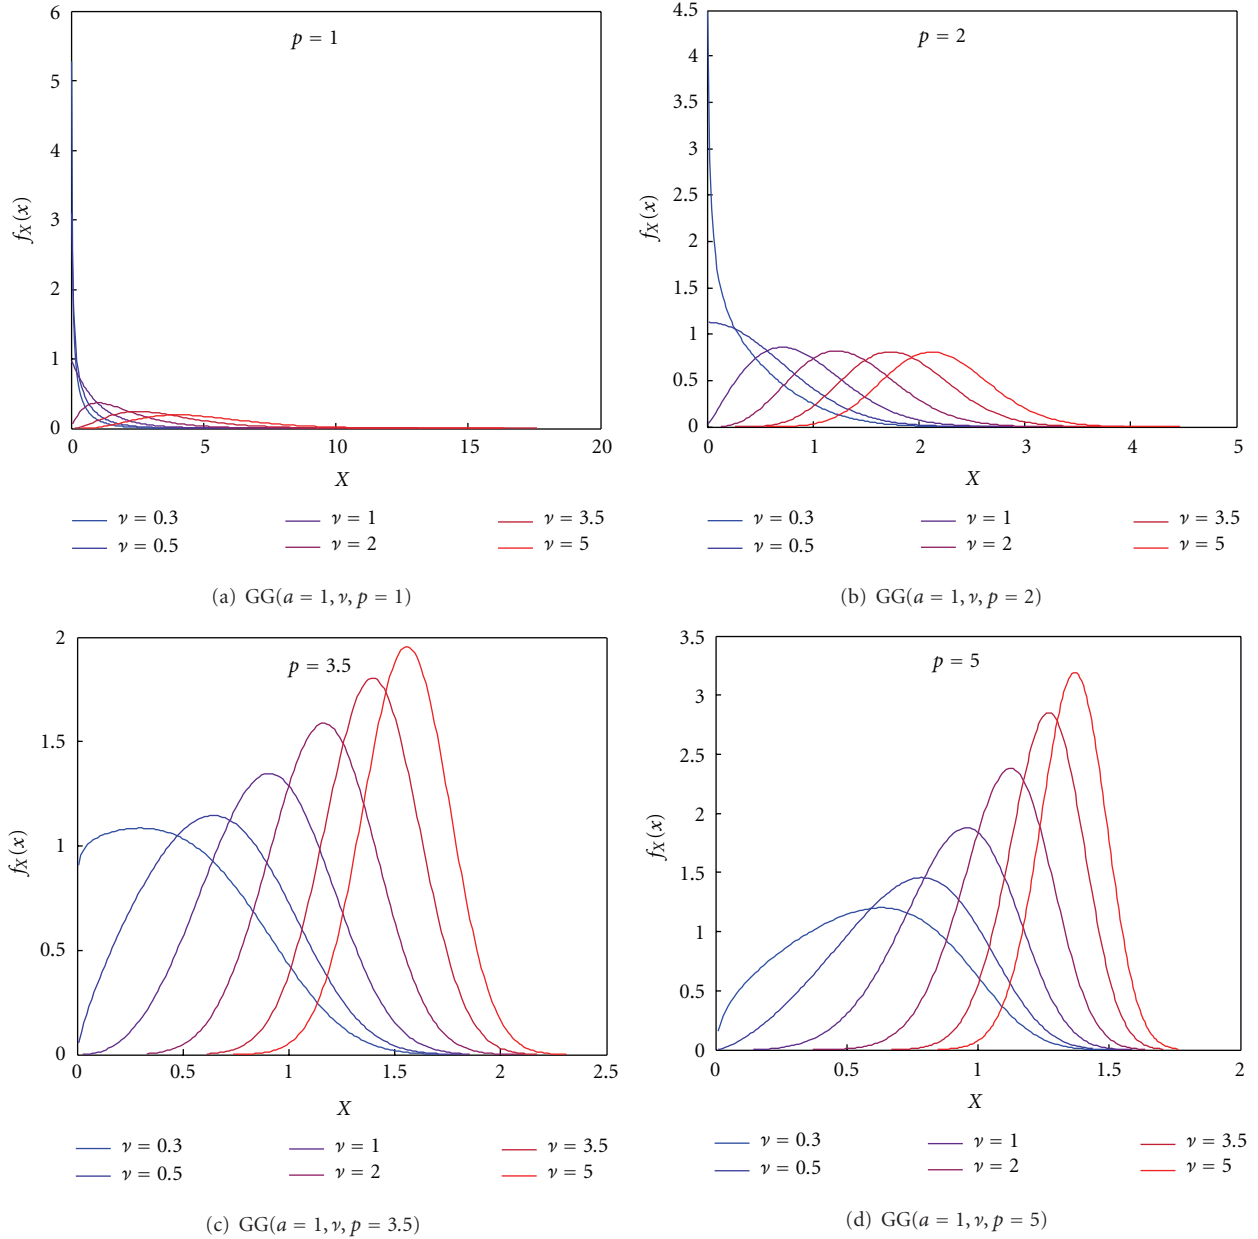 6
5
4
3
2
1
0
f_X(x)
p = 1
0 5 10 15 20
X
ν = 0.3 ν = 1 ν = 3.5
ν = 0.5 ν = 2 ν = 5
(a) GG(a = 1, ν, p = 1)
4.5
4
3.5
3
2.5
2
1.5
1
0.5
0
f_X(x)
p = 2
0 1 2 3 4 5
X
ν = 0.3 ν = 1 ν = 3.5
ν = 0.5 ν = 2 ν = 5
(b) GG(a = 1, ν, p = 2)
2
1.5
1
0.5
0
f_X(x)
p = 3.5
0 0.5 1 1.5 2 2.5
X
ν = 0.3 ν = 1 ν = 3.5
ν = 0.5 ν = 2 ν = 5
(c) GG(a = 1, ν, p = 3.5)
3.5
3
2.5
2
1.5
1
0.5
0
f_X(x)
p = 5
0 0.5 1 1.5 2
X
ν = 0.3 ν = 1 ν = 3.5
ν = 0.5 ν = 2 ν = 5
(d) GG(a = 1, ν, p = 5)